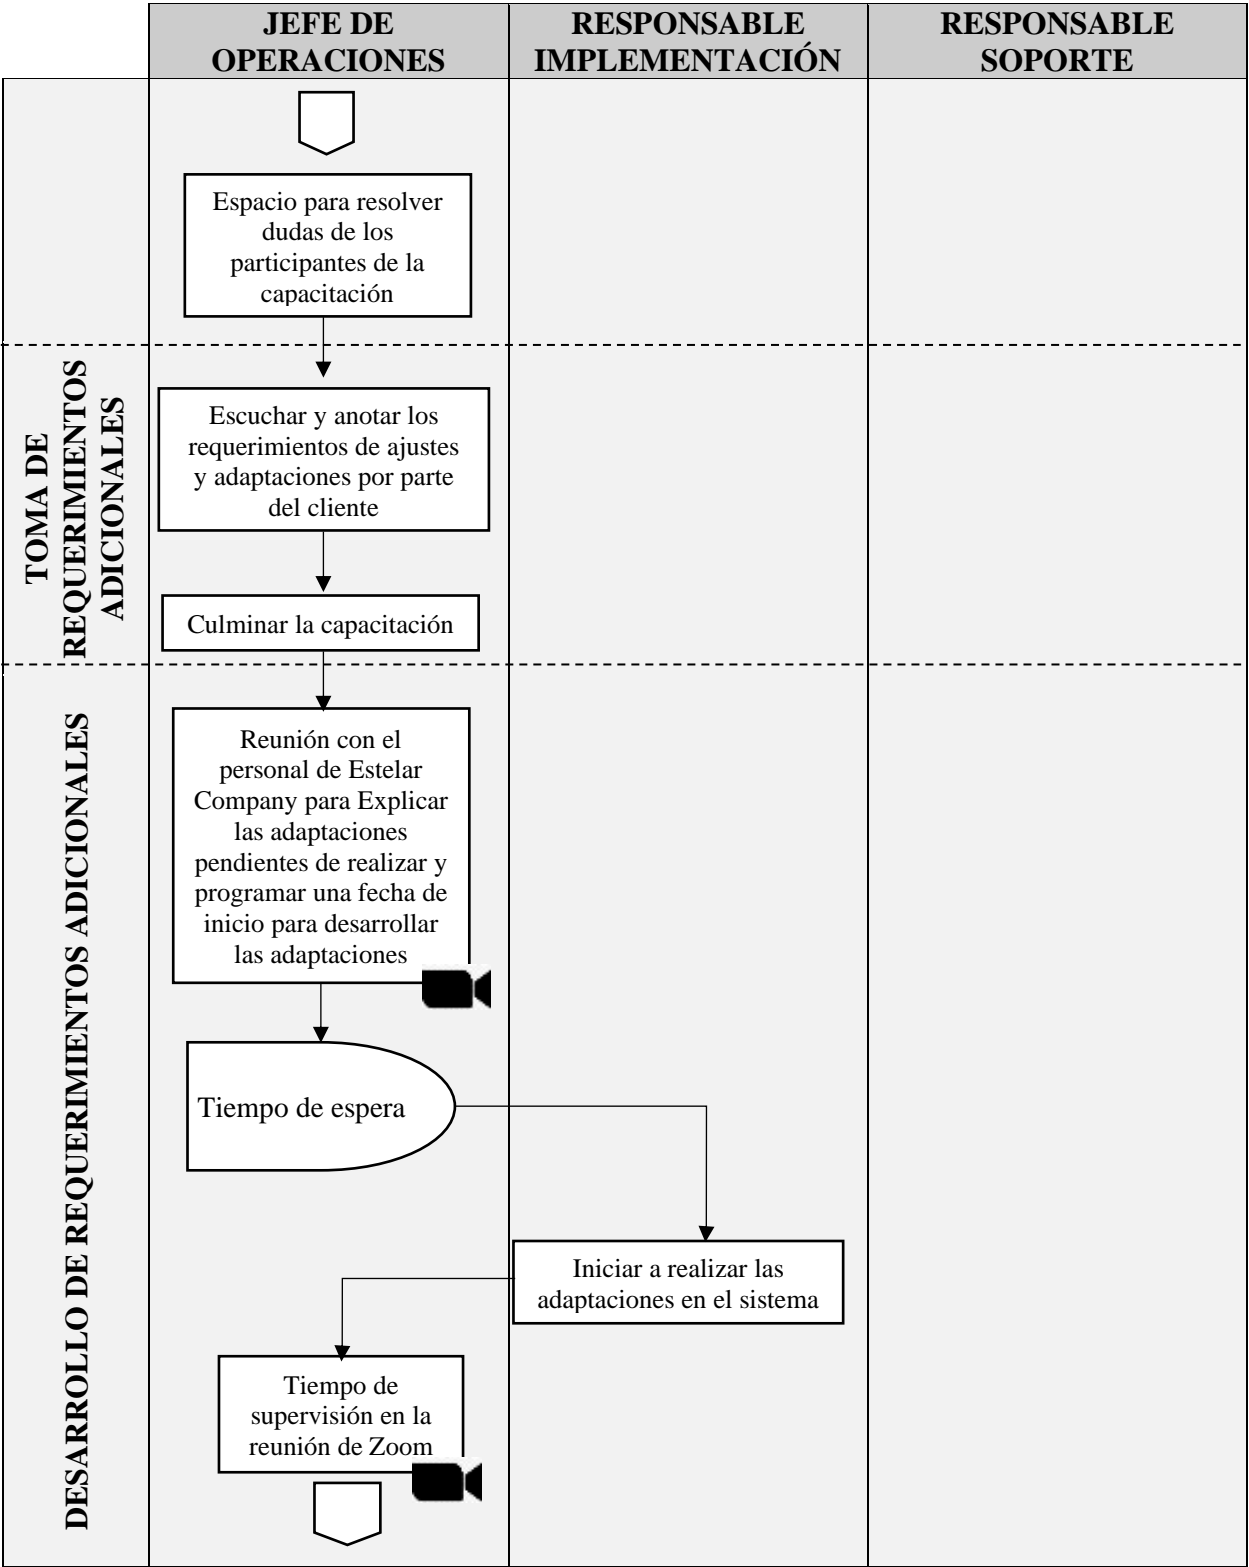 JEFE DE
OPERACIONES
RESPONSABLE
IMPLEMENTACIÓN
RESPONSABLE
SOPORTE
Espacio para resolver
dudas de los
participantes de la
capacitación
TOMA DE
REQUERIMIENTOS
ADICIONALES
Escuchar y anotar los
requerimientos de ajustes
y adaptaciones por parte
del cliente
Culminar la capacitación
DESARROLLO DE REQUERIMIENTOS ADICIONALES
Reunión con el
personal de Estelar
Company para Explicar
las adaptaciones
pendientes de realizar y
programar una fecha de
inicio para desarrollar
las adaptaciones
Tiempo de espera
Iniciar a realizar las
adaptaciones en el sistema
Tiempo de
supervisión en la
reunión de Zoom